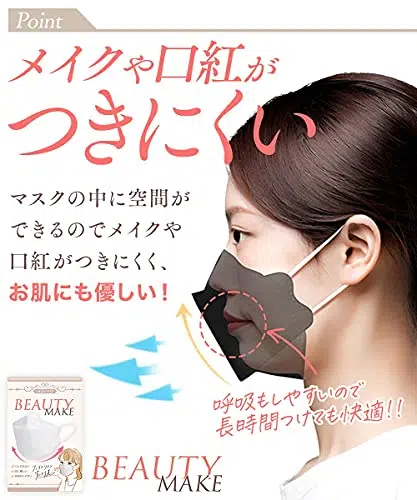 Point
メイクや口紅が
つきにくい
マスクの中に空間が
できるのでメイクや
口紅がつきにくく、
お肌にも優しい！
呼吸もしやすいので
長時間つけても快適!!
BEAUTY
MAKE
BEAUTY
MAKE